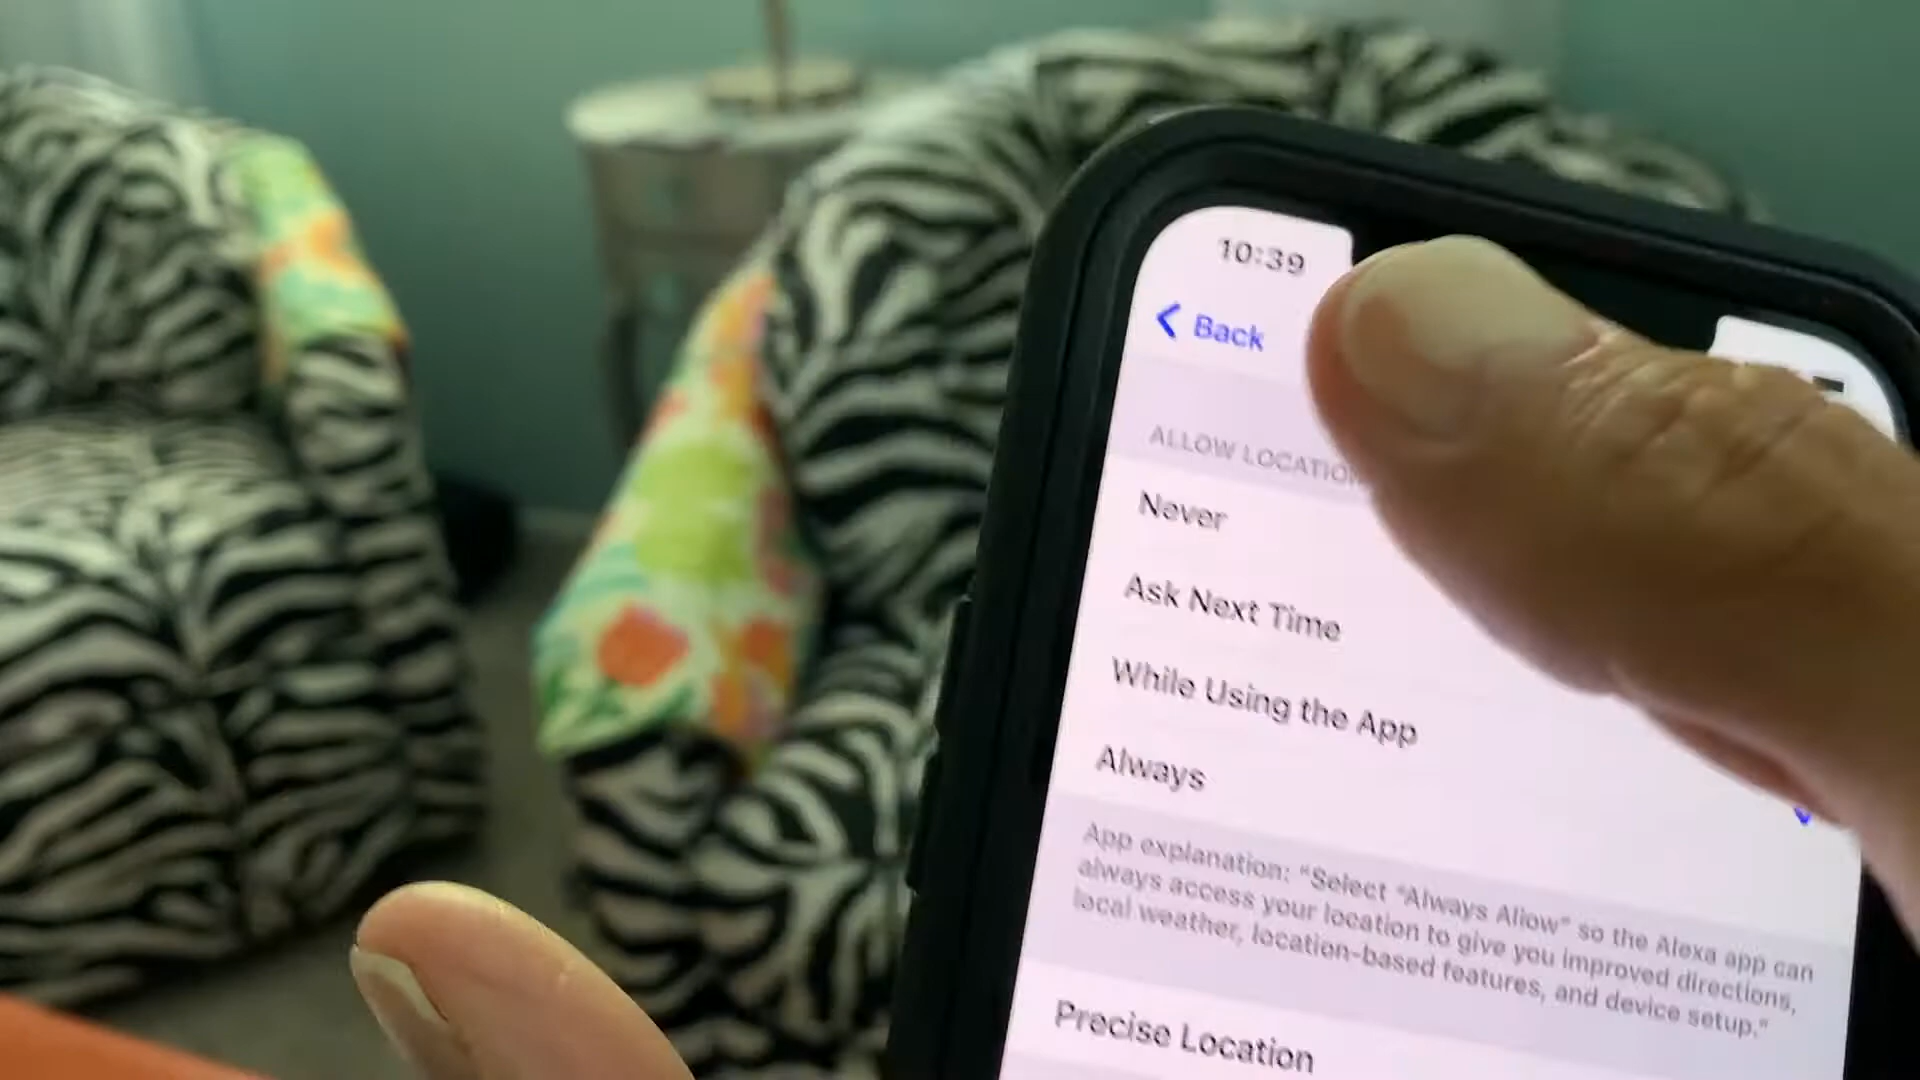 10:39
Back
ALLOW LOCATION
Never
Ask Next Time
While Using the App
Always
App explanation: “Select “Always Allow” so the Alexa app can
always access your location to give you improved directions,
local weather, location-based features, and device setup.”
Precise Location